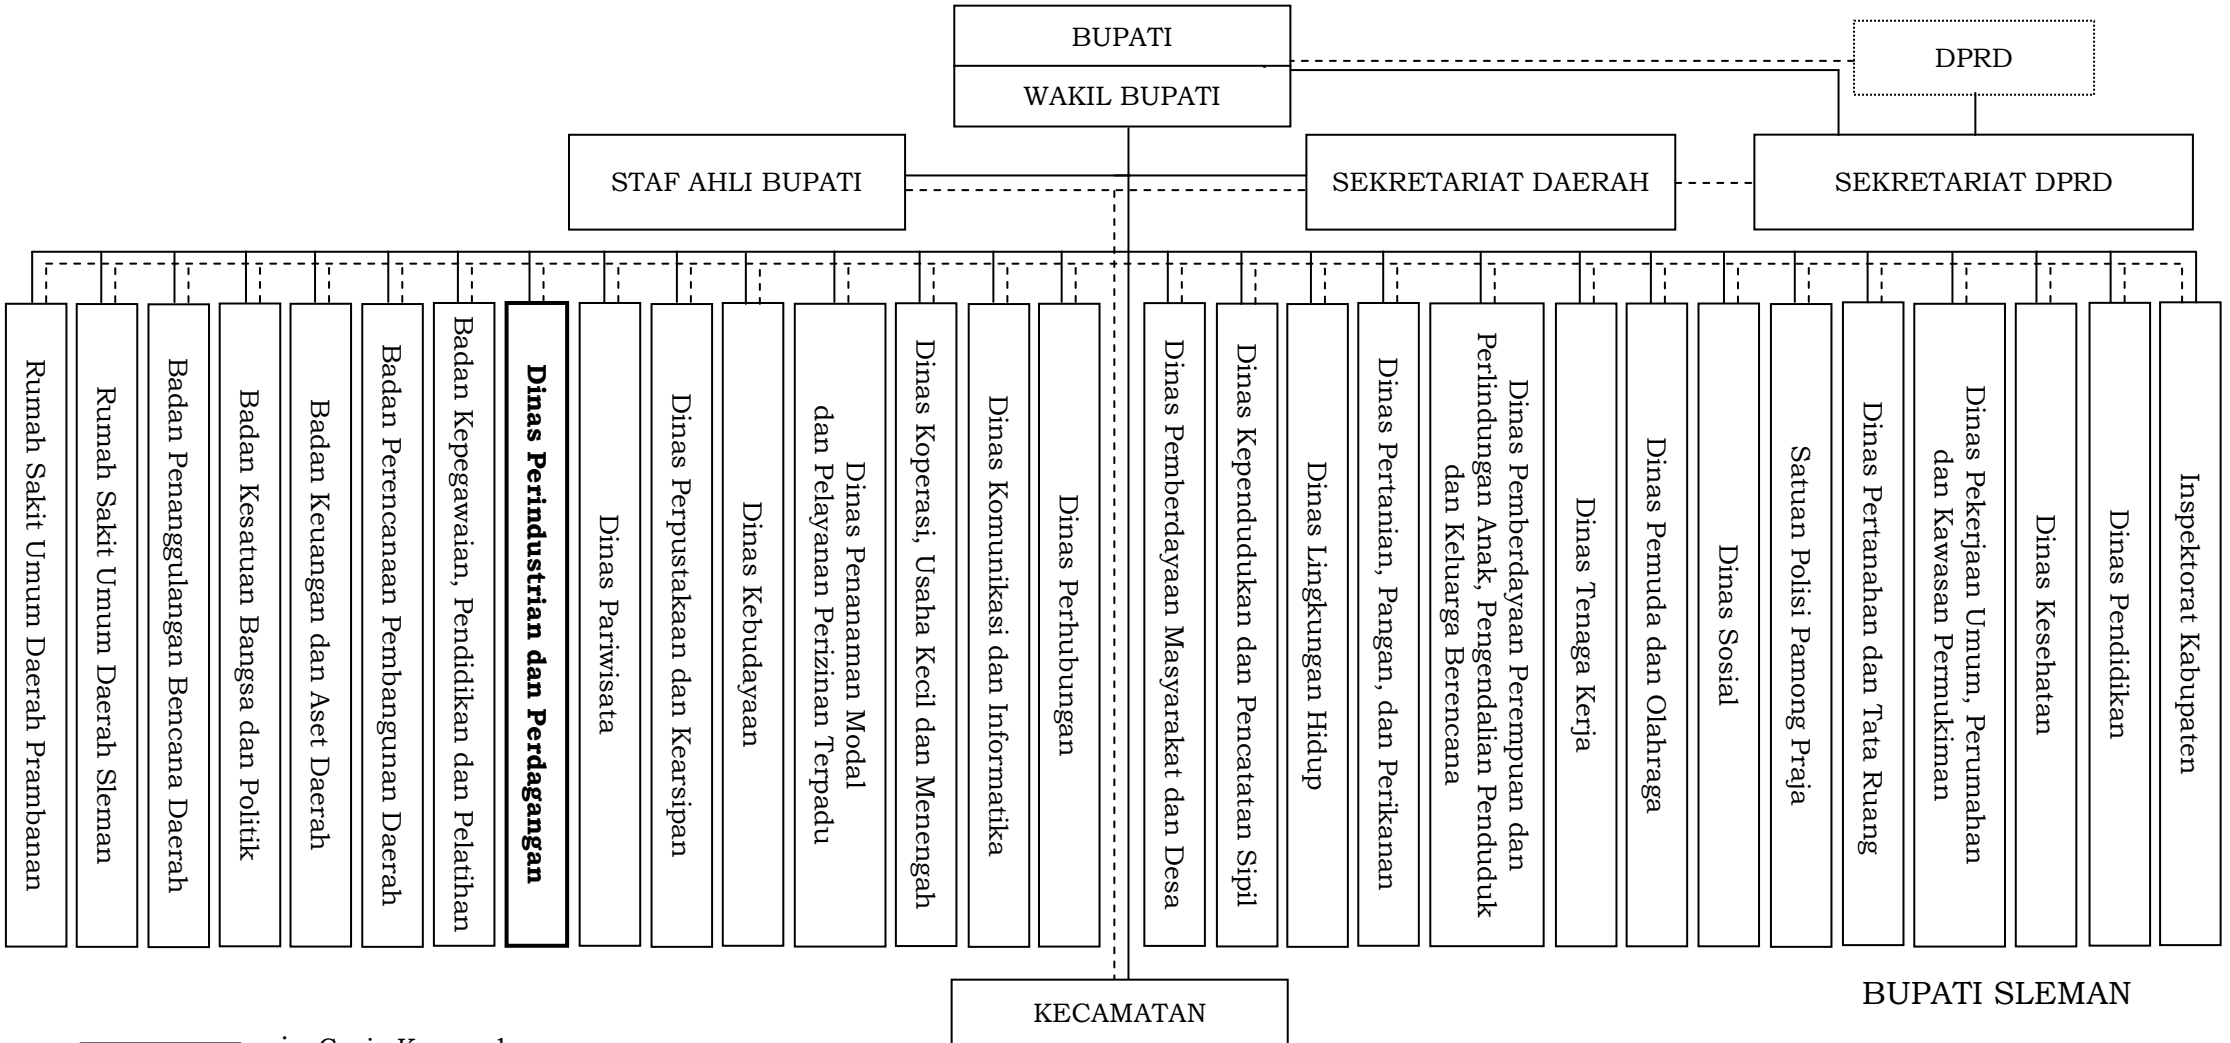 BUPATI
DPRD
WAKIL BUPATI
STAF AHLI BUPATI
SEKRETARIAT DAERAH
SEKRETARIAT DPRD
Rumah Sakit Umum Daerah Prambanan
Rumah Sakit Umum Daerah Sleman
Badan Penanggulangan Bencana Daerah
Badan Kesatuan Bangsa dan Politik
Badan Keuangan dan Aset Daerah
Badan Perencanaan Pembangunan Daerah
Badan Kepegawaian, Pendidikan dan Pelatihan
Dinas Perindustrian dan Perdagangan
Dinas Pariwisata
Dinas Perpustakaan dan Kearsipan
Dinas Kebudayaan
Dinas Penanaman Modal
dan Pelayanan Perizinan Terpadu
Dinas Koperasi, Usaha Kecil dan Menengah
Dinas Komunikasi dan Informatika
Dinas Perhubungan
Dinas Pemberdayaan Masyarakat dan Desa
Dinas Kependudukan dan Pencatatan Sipil
Dinas Lingkungan Hidup
Dinas Pertanian, Pangan, dan Perikanan
Dinas Pemberdayaan Perempuan dan
Perlindungan Anak, Pengendalian Penduduk
dan Keluarga Berencana
Dinas Tenaga Kerja
Dinas Pemuda dan Olahraga
Dinas Sosial
Satuan Polisi Pamong Praja
Dinas Pertanahan dan Tata Ruang
Dinas Pekerjaan Umum, Perumahan
dan Kawasan Permukiman
Dinas Kesehatan
Dinas Pendidikan
Inspektorat Kabupaten
BUPATI SLEMAN
KECAMATAN